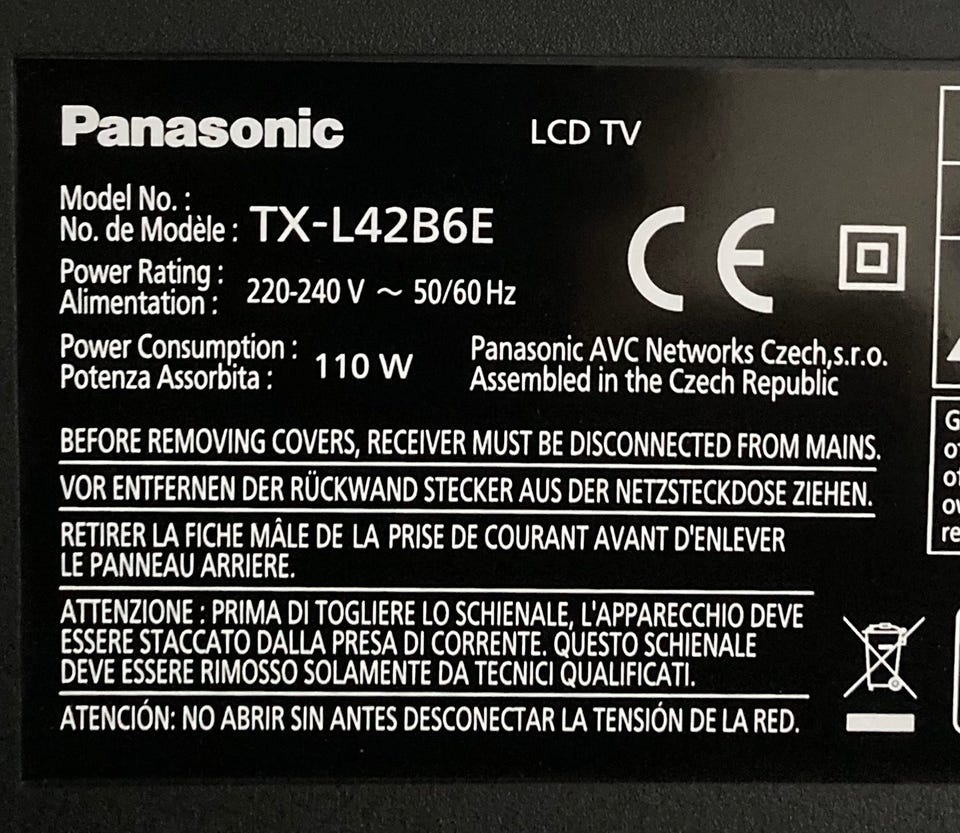 Panasonic
LCD TV
Model No. :
No. de Modèle : TX-L42B6E
Power Rating :
Alimentation : 220-240 V ~ 50/60 Hz
Power Consumption :
Potenza Assorbita : 110 W
CE
Panasonic AVC Networks Czech,s.r.o.
Assembled in the Czech Republic
BEFORE REMOVING COVERS, RECEIVER MUST BE DISCONNECTED FROM MAINS.
VOR ENTFERNEN DER RÜCKWAND STECKER AUS DER NETZSTECKDOSE ZIEHEN.
RETIRER LA FICHE MÂLE DE LA PRISE DE COURANT AVANT D'ENLEVER
LE PANNEAU ARRIERE.
ATTENZIONE : PRIMA DI TOGLIERE LO SCHIENALE, L'APPARECCHIO DEVE
ESSERE STACCATO DALLA PRESA DI CORRENTE. QUESTO SCHIENALE
DEVE ESSERE RIMOSSO SOLAMENTE DA TECNICI QUALIFICATI.
ATENCIÓN: NO ABRIR SIN ANTES DESCONECTAR LA TENSIÓN DE LA RED.